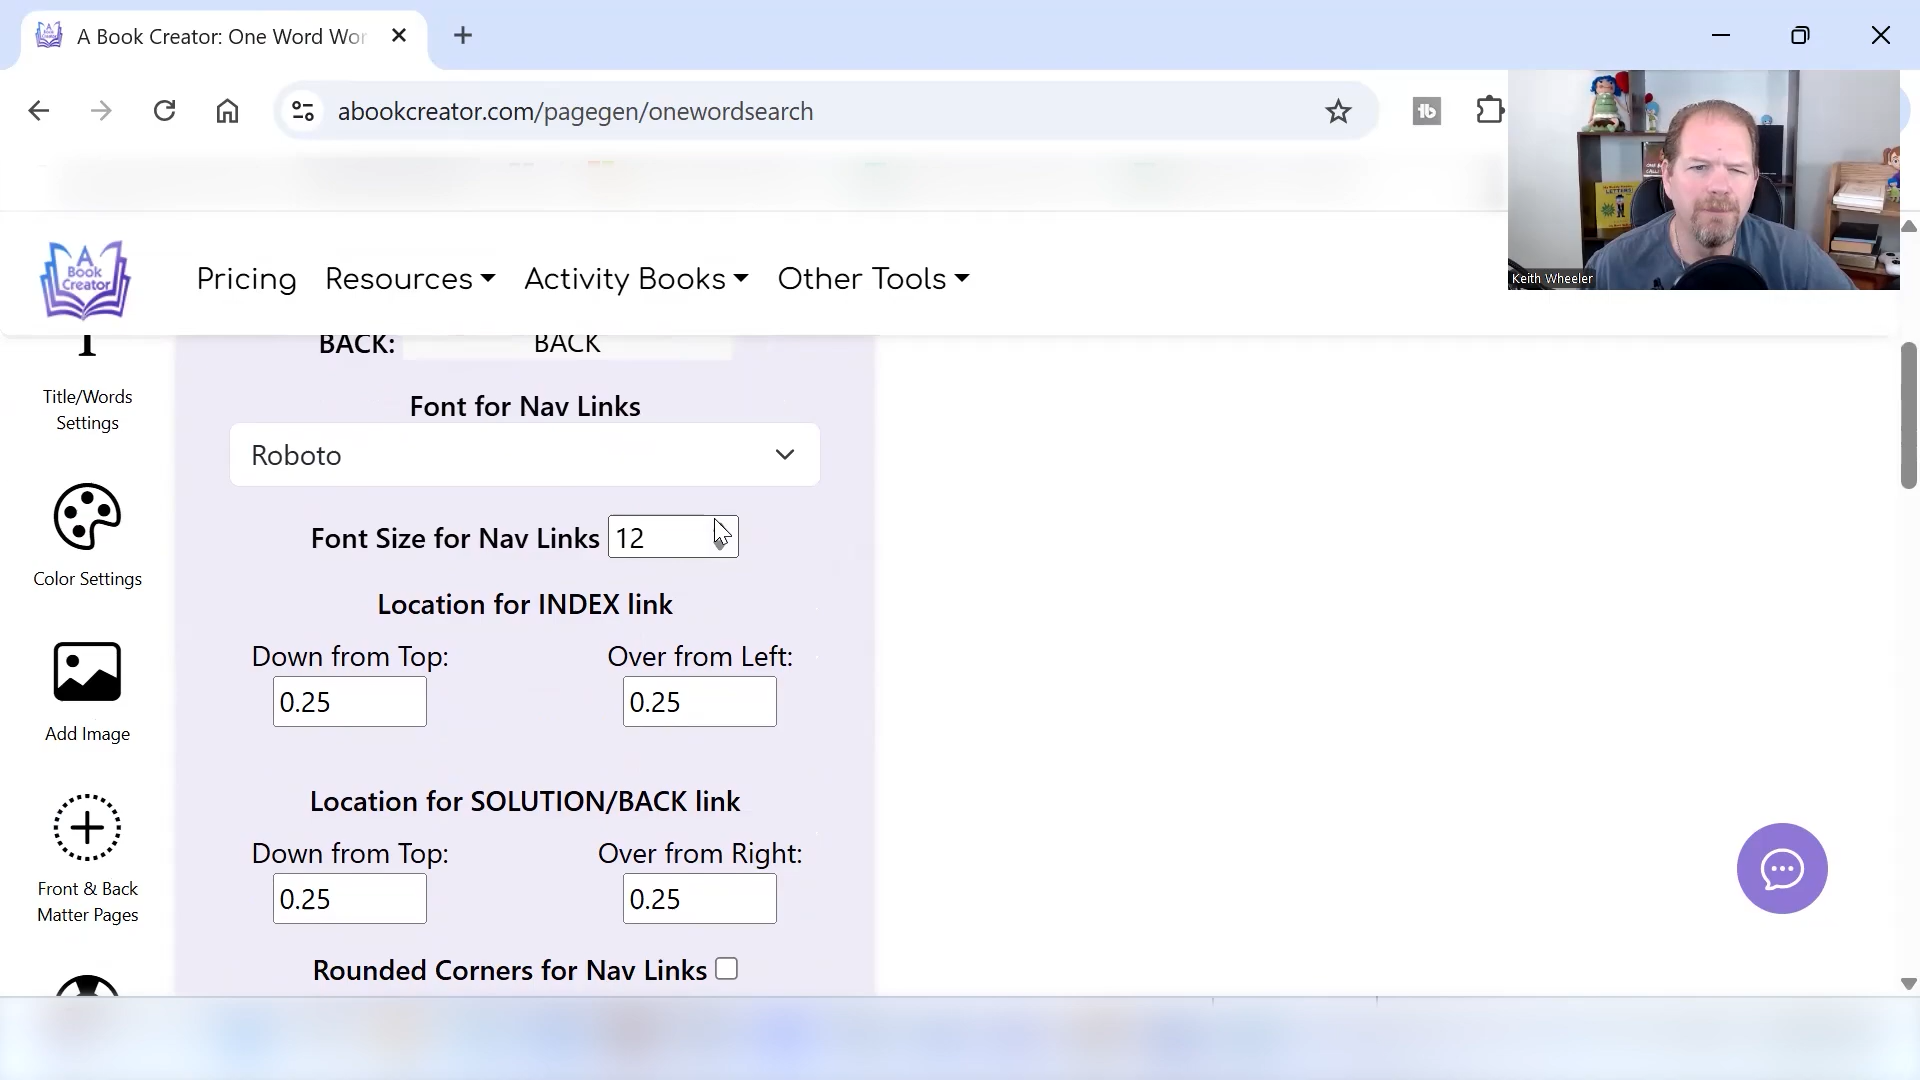 A Book Creator: One Word Wor
abookcreator.com/pagegen/onewordsearch
A
Book
Creator
Pricing
Resources
Activity Books
Other Tools
Keith Wheeler
BACK:
BACK
Title/Words
Settings
Font for Nav Links
Roboto
Font Size for Nav Links
12
Color Settings
Location for INDEX link
Down from Top:
Over from Left:
0.25
0.25
Add Image
Location for SOLUTION/BACK link
Down from Top:
Over from Right:
0.25
0.25
Front & Back
Matter Pages
Rounded Corners for Nav Links